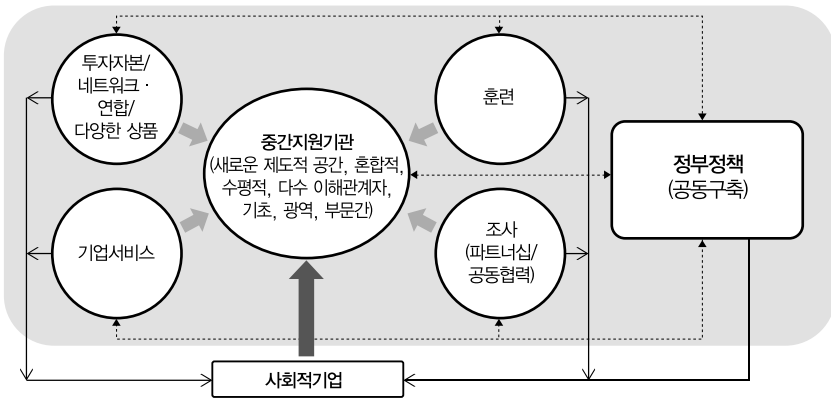 투자자본/
네트워크 ·
연합/
다양한 상품
훈련
중간지원기관
(새로운 제도적 공간, 혼합적,
수평적, 다수 이해관계자,
기초, 광역, 부문간)
정부정책
(공동구축)
기업서비스
조사
(파트너십/
공동협력)
사회적기업